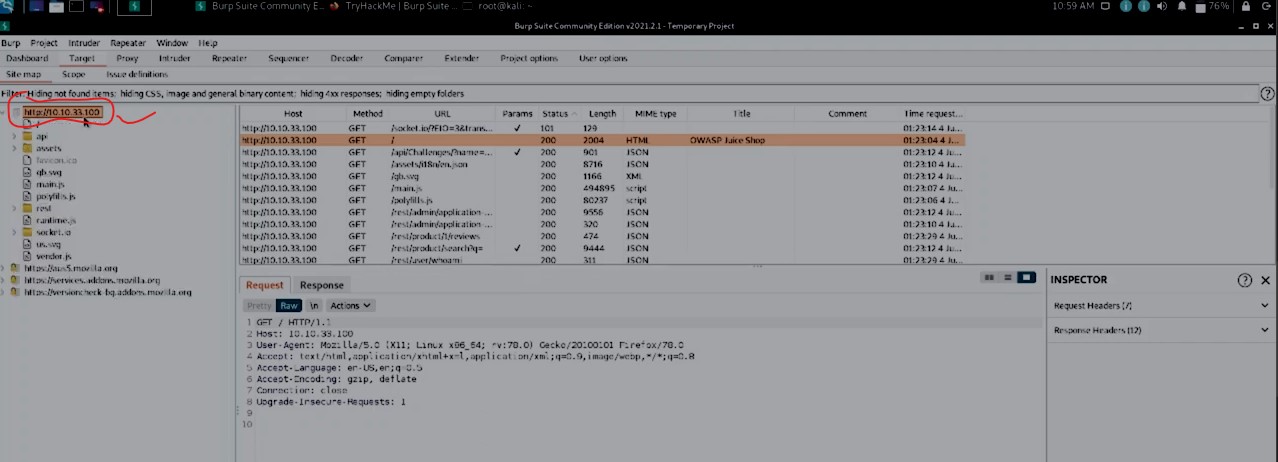 Burp Suite Community E... TryHackMe | Burp Suite ... root@kali: ~ 10:59 AM 76%
Burp Suite Community Edition v2021.2.1 - Temporary Project
Burp Project Intruder Repeater Window Help
Dashboard Target Proxy Intruder Repeater Sequencer Decoder Comparer Extender Project options User options
Site map Scope Issue definitions
Filter: Hiding not found items; hiding CSS, image and general binary content; hiding 4xx responses; hiding empty folders
http://10.10.33.100
/
api
assets
favicon.ico
gb.svg
main.js
polyfills.js
rest
runtime.js
socket.io
us.svg
vendor.js
https://aus5.mozilla.org
https://services.addons.mozilla.org
https://versioncheck-bg.addons.mozilla.org
Host Method URL Params Status Length MIME type Title Comment Time request...
http://10.10.33.100 GET /socket.io/?EIO=3&trans... ✓ 101 129 01:23:14 4 Ju...
http://10.10.33.100 GET / 200 2004 HTML OWASP Juice Shop 01:23:04 4 Ju...
http://10.10.33.100 GET /api/Challenges/?name=... ✓ 200 901 JSON 01:23:12 4 Ju...
http://10.10.33.100 GET /assets/i18n/en.json 200 8716 JSON 01:23:10 4 Ju...
http://10.10.33.100 GET /gb.svg 200 1166 XML 01:23:12 4 Ju...
http://10.10.33.100 GET /main.js 200 494895 script 01:23:07 4 Ju...
http://10.10.33.100 GET /polyfills.js 200 80237 script 01:23:06 4 Ju...
http://10.10.33.100 GET /rest/admin/application-... 200 9556 JSON 01:23:12 4 Ju...
http://10.10.33.100 GET /rest/admin/application-... 200 320 JSON 01:23:10 4 Ju...
http://10.10.33.100 GET /rest/product/1/reviews 200 474 JSON 01:23:29 4 Ju...
http://10.10.33.100 GET /rest/product/search?q= ✓ 200 9444 JSON 01:23:12 4 Ju...
http://10.10.33.100 GET /rest/user/whoami 200 311 JSON 01:23:29 4 Ju...
Request Response
Pretty Raw \n Actions
1 GET / HTTP/1.1
2 Host: 10.10.33.100
3 User-Agent: Mozilla/5.0 (X11; Linux x86_64; rv:78.0) Gecko/20100101 Firefox/78.0
4 Accept: text/html,application/xhtml+xml,application/xml;q=0.9,image/webp,*/*;q=0.8
5 Accept-Language: en-US,en;q=0.5
6 Accept-Encoding: gzip, deflate
7 Connection: close
8 Upgrade-Insecure-Requests: 1
9
10
INSPECTOR
Request Headers (7)
Response Headers (12)